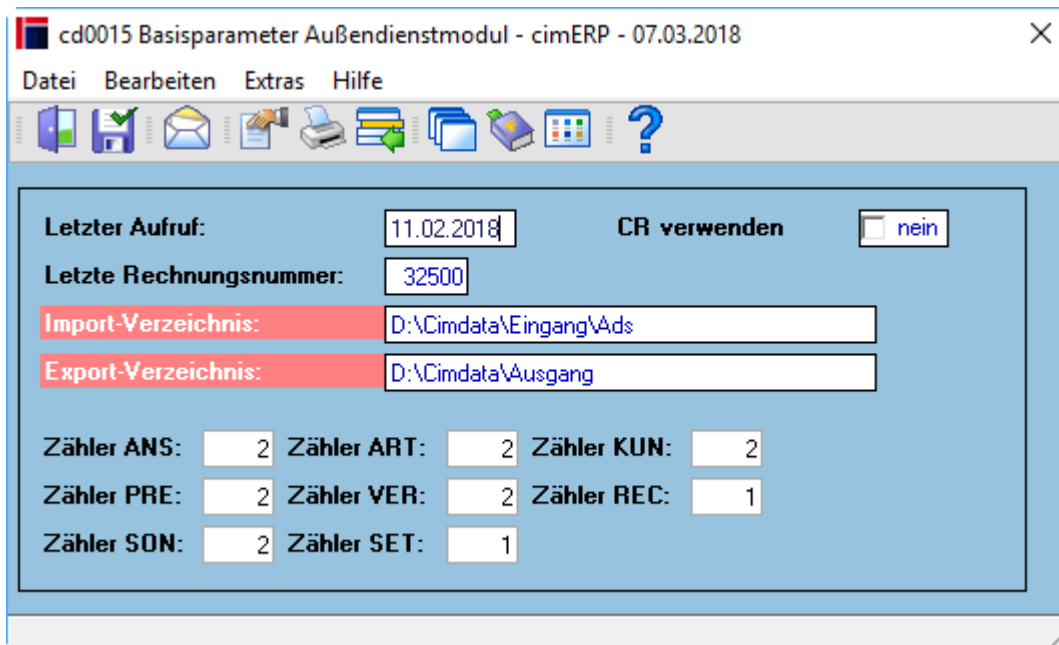 cd0015 Basisparameter Außendienstmodul - cimERP - 07.03.2018
Datei Bearbeiten Extras Hilfe
Letzter Aufruf: 11.02.2018 CR verwenden nein
Letzte Rechnungsnummer: 32500
Import-Verzeichnis: D:\Cimdata\Eingang\Ads
Export-Verzeichnis: D:\Cimdata\Ausgang
Zähler ANS: 2 Zähler ART: 2 Zähler KUN: 2
Zähler PRE: 2 Zähler VER: 2 Zähler REC: 1
Zähler SON: 2 Zähler SET: 1